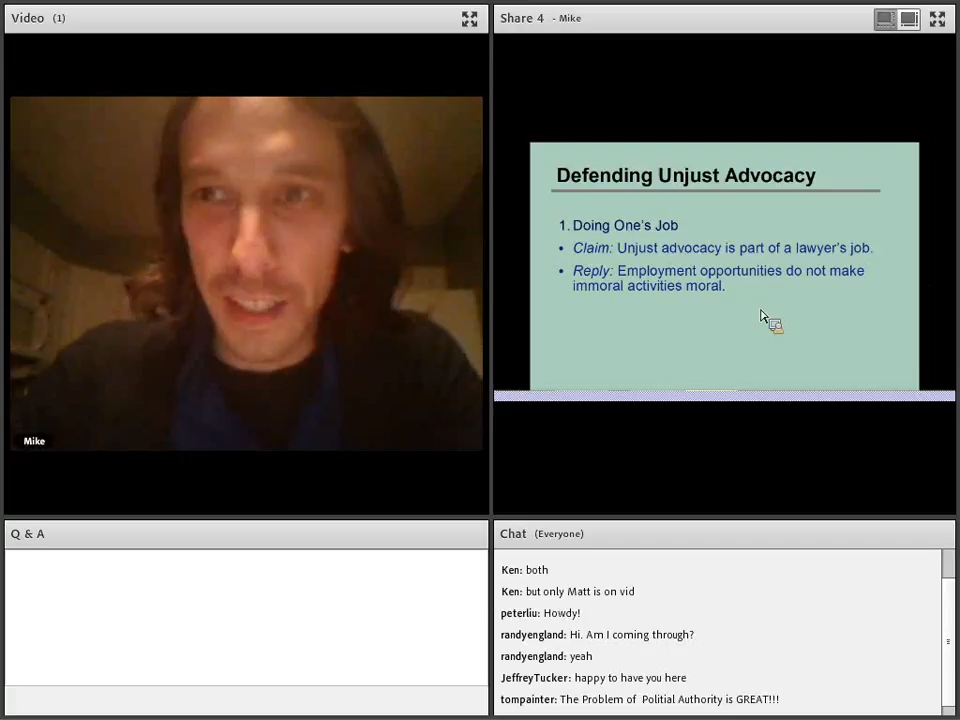 Video (1)
Mike
Share 4 - Mike
Defending Unjust Advocacy
1. Doing One's Job
• Claim: Unjust advocacy is part of a lawyer's job.
• Reply: Employment opportunities do not make
immoral activities moral.
Q & A
Chat (Everyone)
Ken: both
Ken: but only Matt is on vid
peterliu: Howdy!
randyengland: Hi. Am I coming through?
randyengland: yeah
JeffreyTucker: happy to have you here
tompainter: The Problem of Politial Authority is GREAT!!!